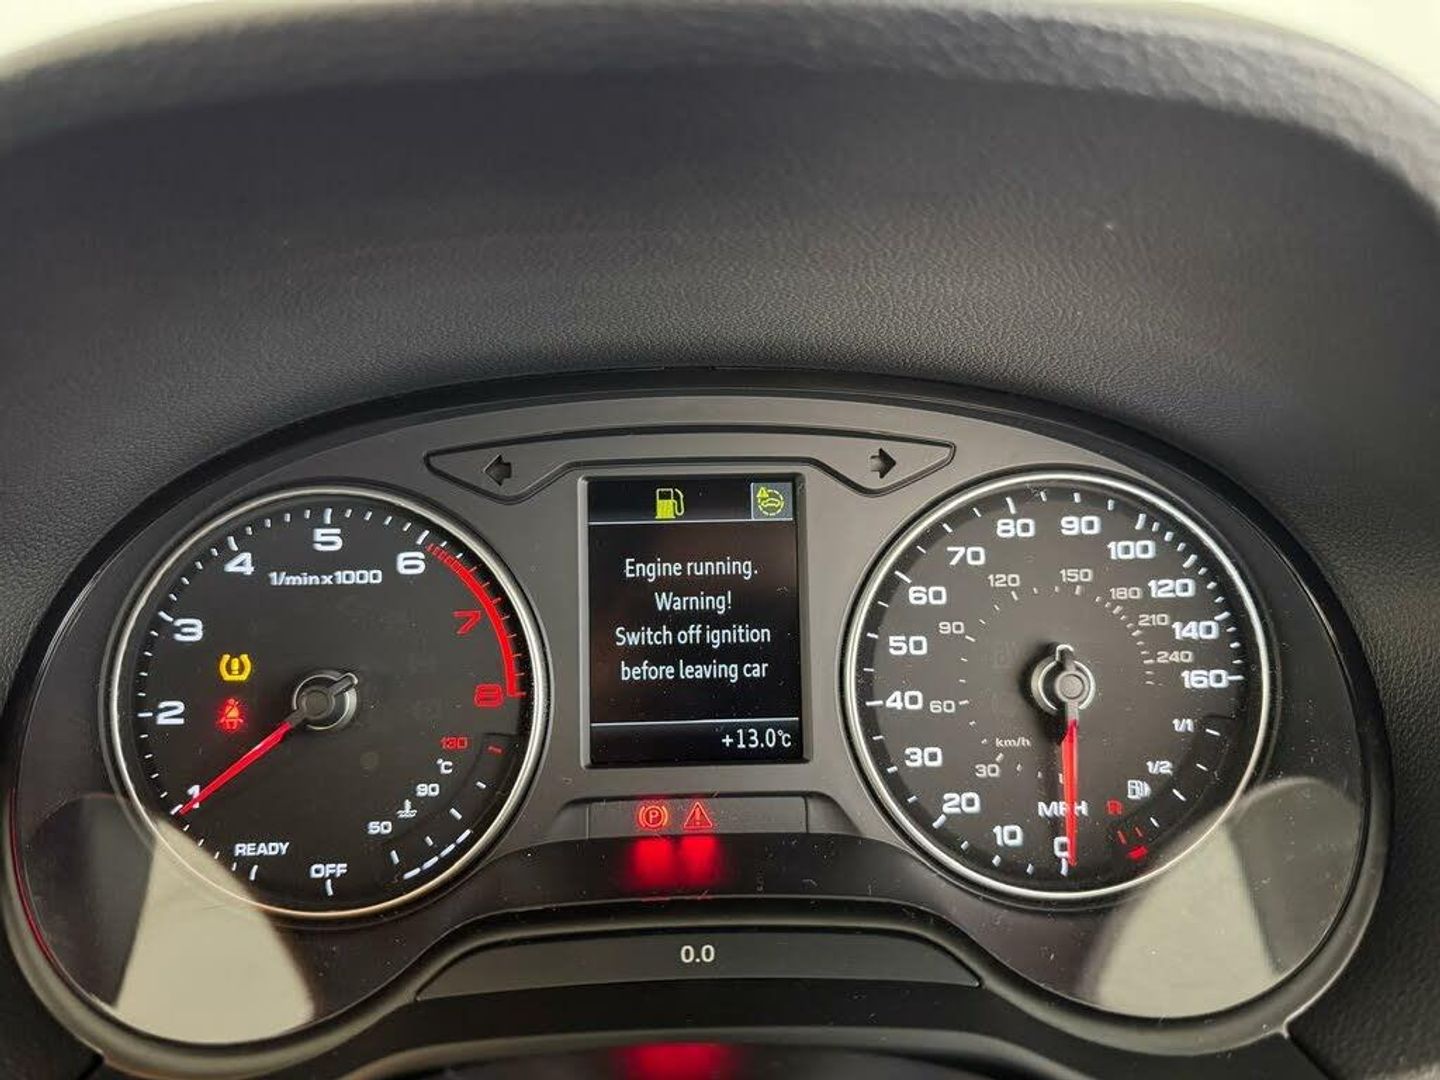 Engine running.
Warning!
Switch off ignition
before leaving car
+13.0°C
1/min x 1000
1
2
3
4
5
6
7
8
READY
OFF
50
90
130
°C
0
10
20
30
40
50
60
70
80
90
100
120
140
160
MPH
km/h
30
60
90
120
150
180
210
240
1/1
1/2
R
P
0.0